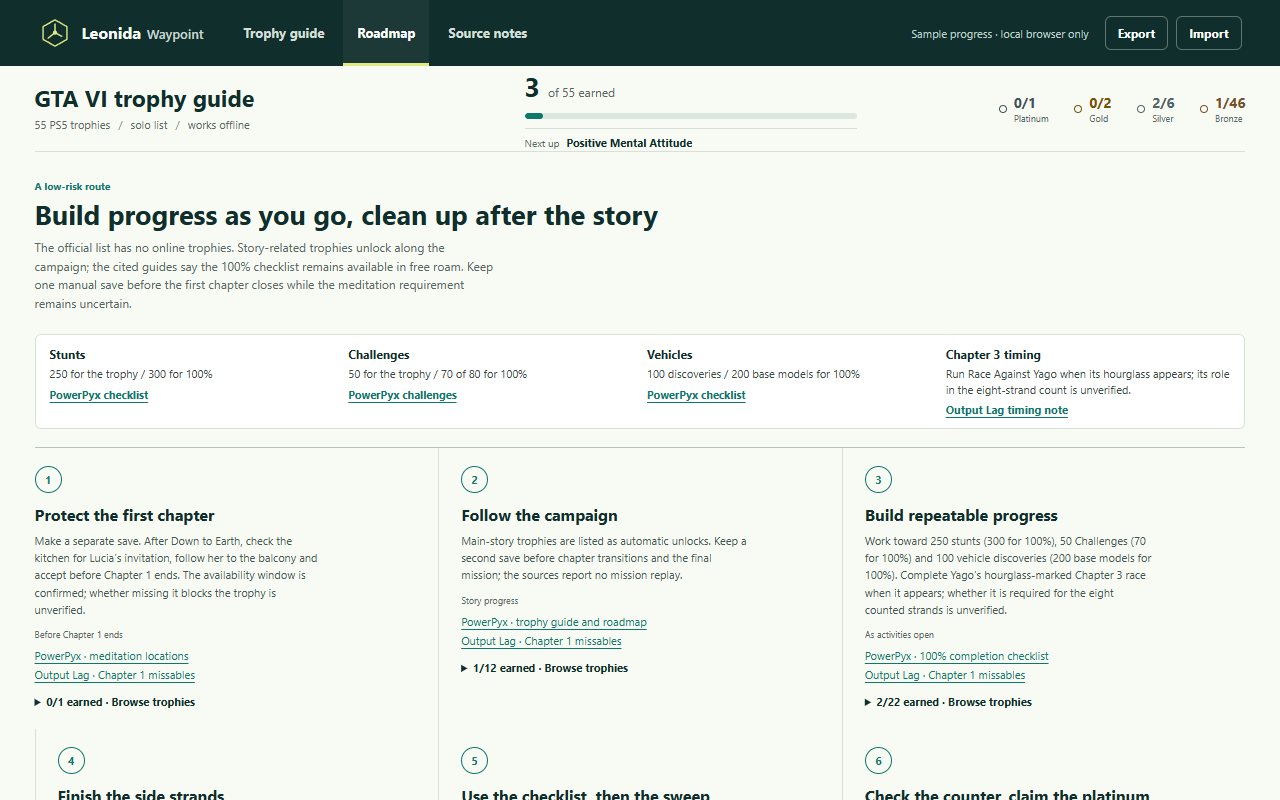 Leonida Waypoint
Trophy guide
Roadmap
Source notes
Sample progress · local browser only
Export
Import
GTA VI trophy guide
55 PS5 trophies / solo list / works offline
3 of 55 earned
Next up Positive Mental Attitude
0/1
Platinum
0/2
Gold
2/6
Silver
1/46
Bronze
A low-risk route
Build progress as you go, clean up after the story
The official list has no online trophies. Story-related trophies unlock along the
campaign; the cited guides say the 100% checklist remains available in free roam. Keep
one manual save before the first chapter closes while the meditation requirement
remains uncertain.
Stunts
250 for the trophy / 300 for 100%
PowerPyx checklist
Challenges
50 for the trophy / 70 of 80 for 100%
PowerPyx challenges
Vehicles
100 discoveries / 200 base models for 100%
PowerPyx checklist
Chapter 3 timing
Run Race Against Yago when its hourglass appears; its role
in the eight-strand count is unverified.
Output Lag timing note
1
Protect the first chapter
Make a separate save. After Down to Earth, check the
kitchen for Lucia's invitation, follow her to the balcony and
accept before Chapter 1 ends. The availability window is
confirmed; whether missing it blocks the trophy is
unverified.
Before Chapter 1 ends
PowerPyx · meditation locations
Output Lag · Chapter 1 missables
0/1 earned · Browse trophies
2
Follow the campaign
Main-story trophies are listed as automatic unlocks. Keep a
second save before chapter transitions and the final
mission; the sources report no mission replay.
Story progress
PowerPyx · trophy guide and roadmap
Output Lag · Chapter 1 missables
1/12 earned · Browse trophies
3
Build repeatable progress
Work toward 250 stunts (300 for 100%), 50 Challenges (70
for 100%) and 100 vehicle discoveries (200 base models for
100%). Complete Yago's hourglass-marked Chapter 3 race
when it appears; whether it is required for the eight
counted strands is unverified.
As activities open
PowerPyx · 100% completion checklist
Output Lag · Chapter 1 missables
2/22 earned · Browse trophies
4
Finish the side strands
5
Use the checklist, then the sweep
6
Check the counter, claim the platinum